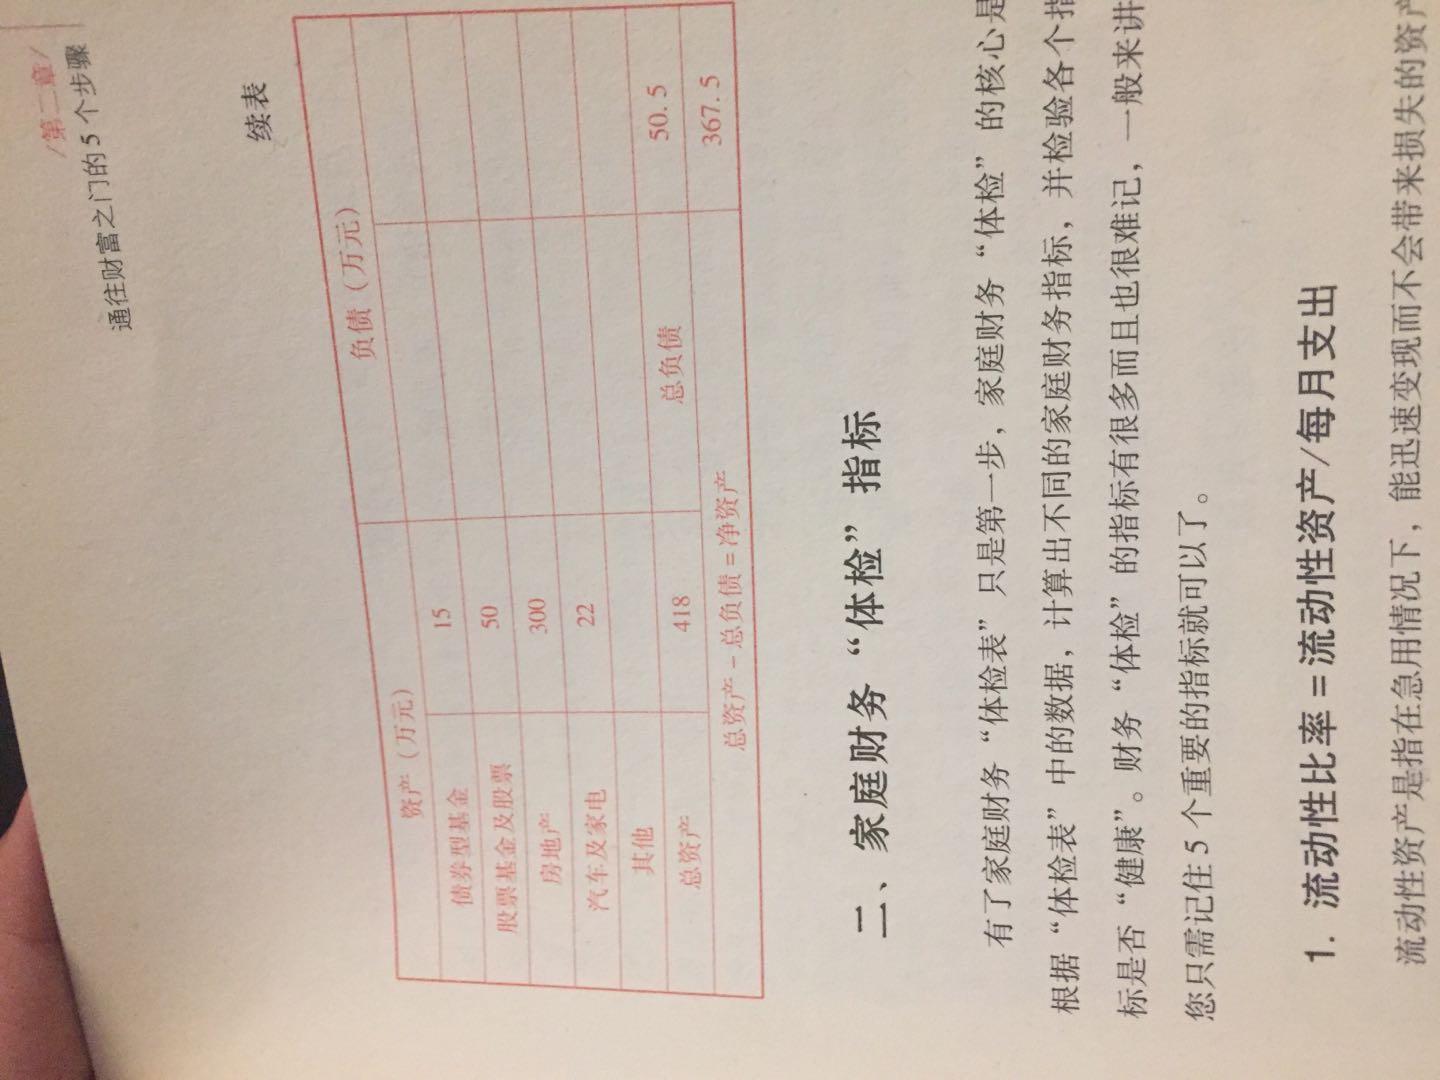 /第二章/
通往财富之门的5个步骤
续表
资产（万元） 负债（万元）
债券型基金 15
股票基金及股票 50
房地产 300
汽车及家电 22
其他
总资产 418 总负债 50.5
总资产－总负债＝净资产 367.5
二、家庭财务“体检”指标
有了家庭财务“体检表”只是第一步，家庭财务“体检”的核心是
根据“体检表”中的数据，计算出不同的家庭财务指标，并检验各个指
标是否“健康”。财务“体检”的指标有很多而且也很难记，一般来讲
您只需记住5个重要的指标就可以了。
1. 流动性比率＝流动性资产/每月支出
流动性资产是指在急用情况下，能迅速变现而不会带来损失的资产